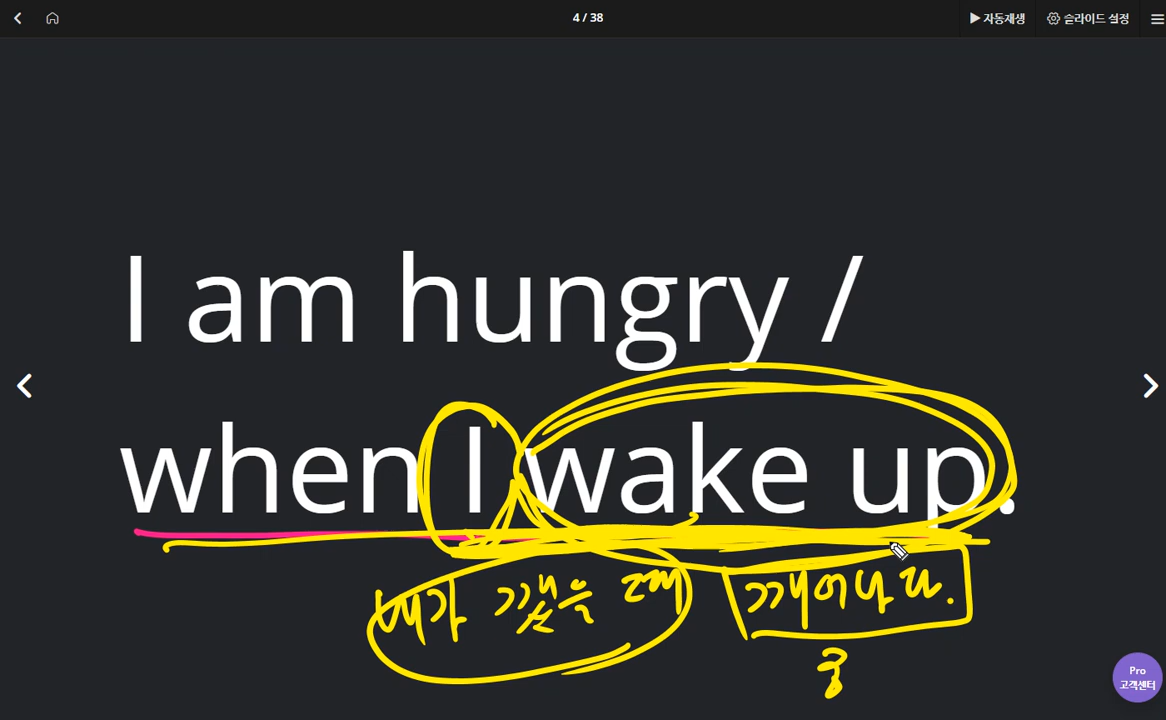 4 / 38
자동재생
슬라이드 설정
I am hungry /
when I wake up.
내가 깼을 때
깨어나다.
Pro
고객센터